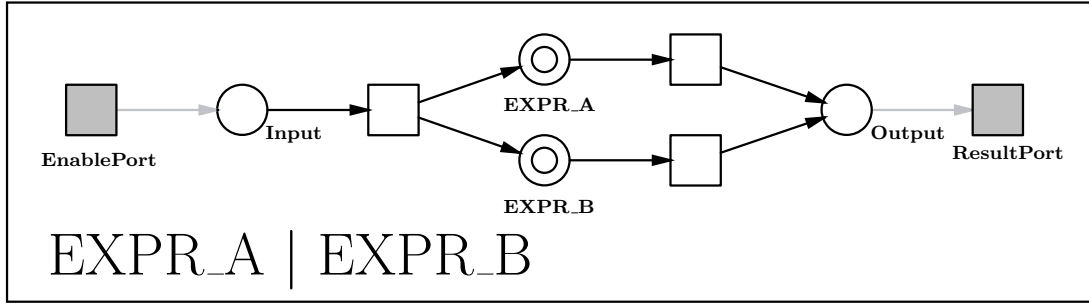 EXPR_A
Input
Output
EnablePort
ResultPort
EXPR_B
EXPR_A | EXPR_B